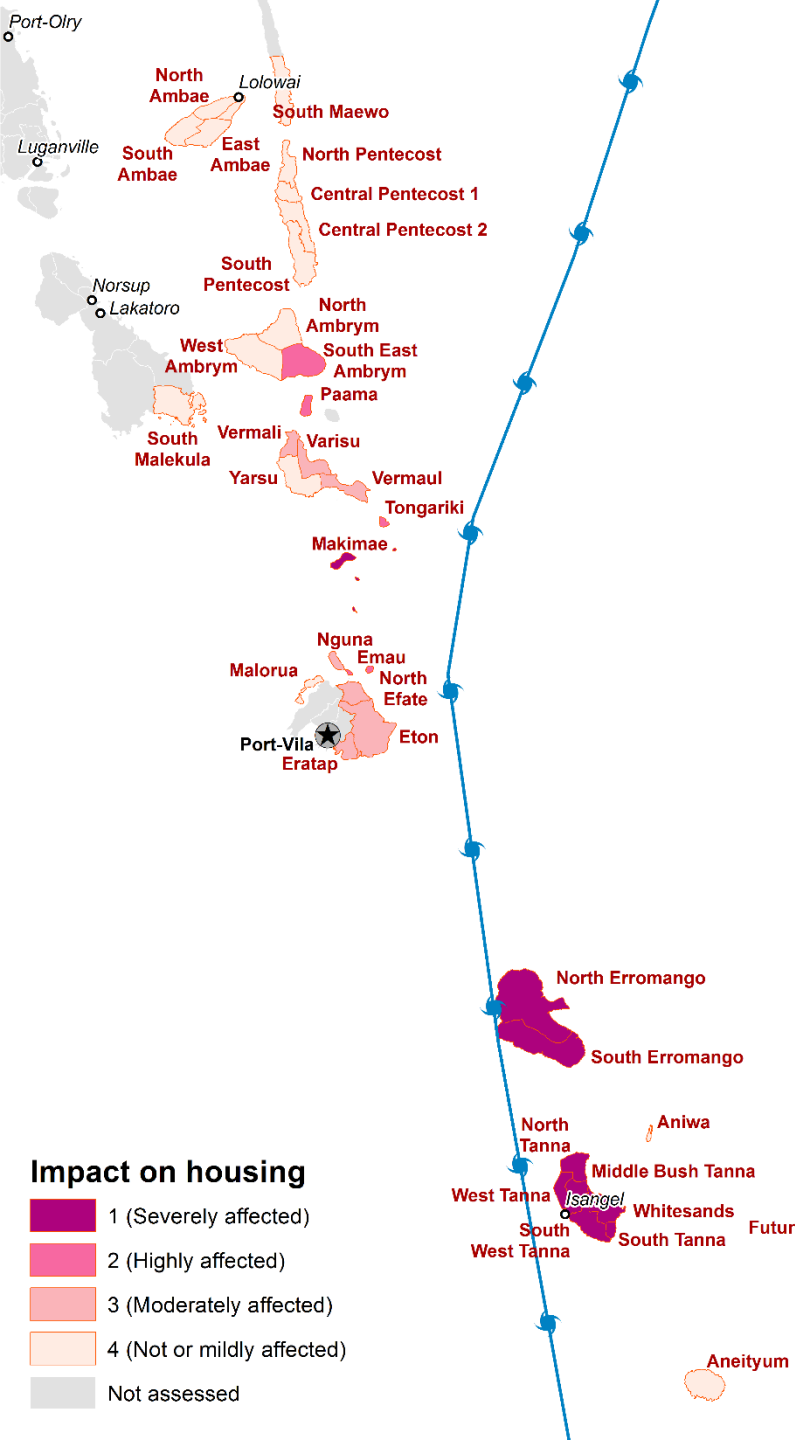 Port-Olry
North
Ambae
Lolowai
South Maewo
Luganville
South
Ambae
East
Ambae
North Pentecost
Central Pentecost 1
Central Pentecost 2
South
Pentecost
Norsup
Lakatoro
North
Ambrym
West
Ambrym
South East
Ambrym
Paama
South
Malekula
Vermali
Varisu
Yarsu
Vermaul
Tongariki
Makimae
Nguna
Emau
Malorua
North
Efate
Port-Vila
Eton
Eratap
North Erromango
South Erromango
Aniwa
North
Tanna
Middle Bush Tanna
West Tanna
Isangel
Whitesands
South
West Tanna
South Tanna
Futur
Aneityum
Impact on housing
1 (Severely affected)
2 (Highly affected)
3 (Moderately affected)
4 (Not or mildly affected)
Not assessed